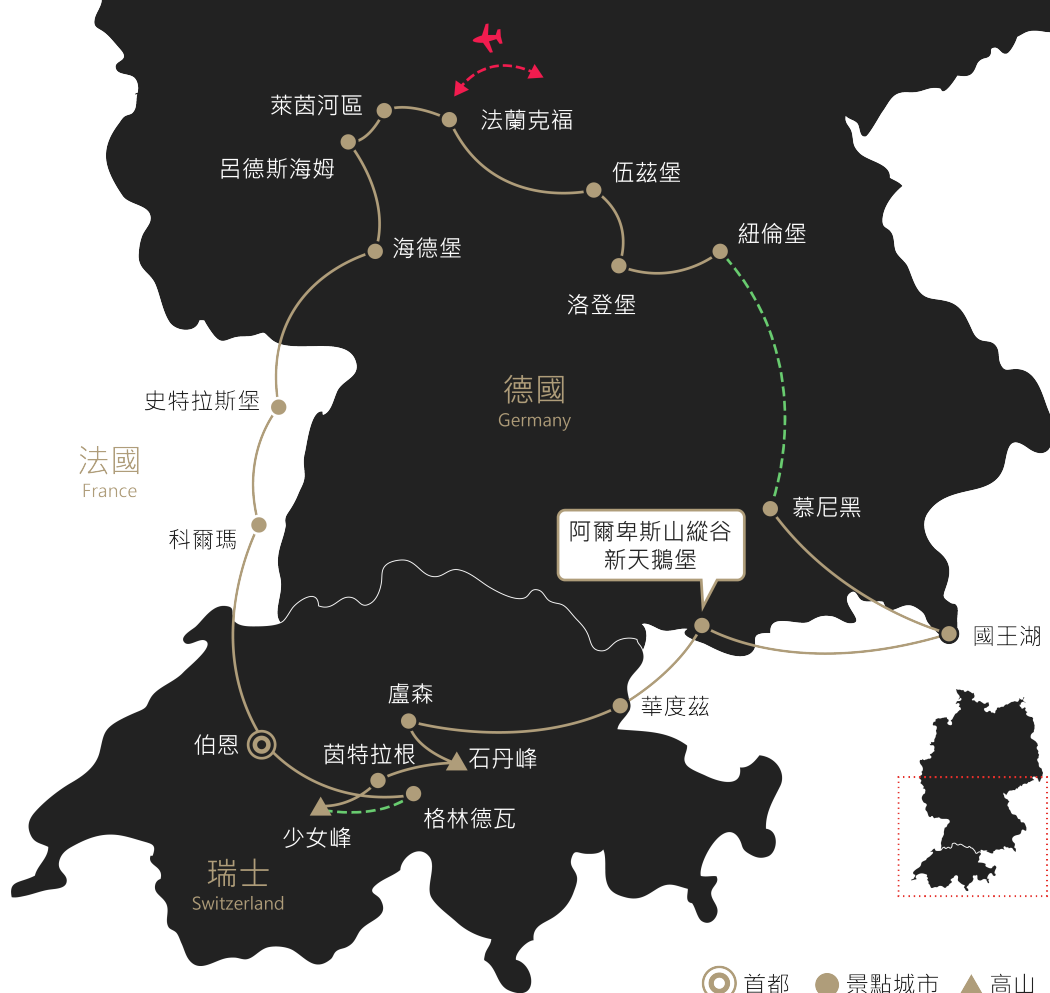 萊茵河區
法蘭克福
呂德斯海姆
伍茲堡
海德堡
紐倫堡
洛登堡
德國
Germany
史特拉斯堡
法國
France
慕尼黑
阿爾卑斯山縱谷
新天鵝堡
科爾瑪
國王湖
盧森
華度茲
伯恩
茵特拉根
石丹峰
格林德瓦
少女峰
瑞士
Switzerland
首都
景點城市
高山